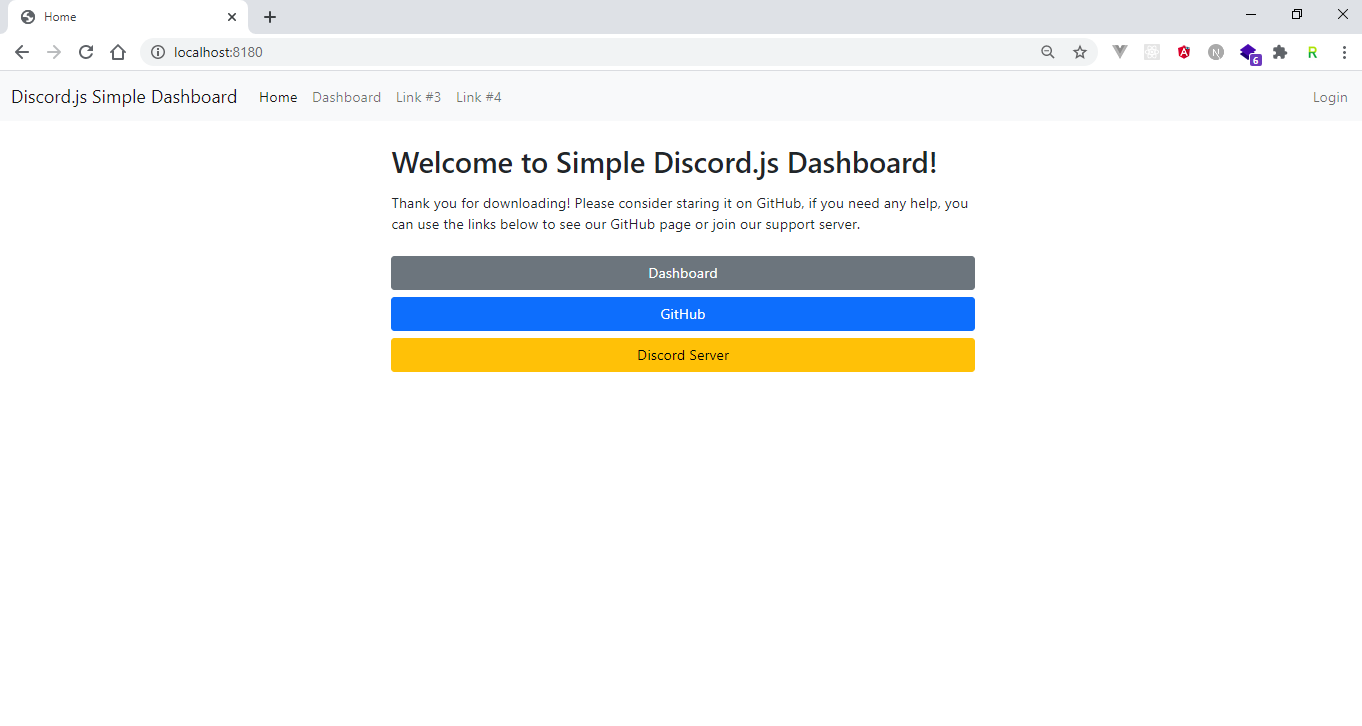 Home
localhost:8180
N
6
R
Discord.js Simple Dashboard Home Dashboard Link #3 Link #4 Login
Welcome to Simple Discord.js Dashboard!
Thank you for downloading! Please consider staring it on GitHub, if you need any help, you
can use the links below to see our GitHub page or join our support server.
Dashboard
GitHub
Discord Server